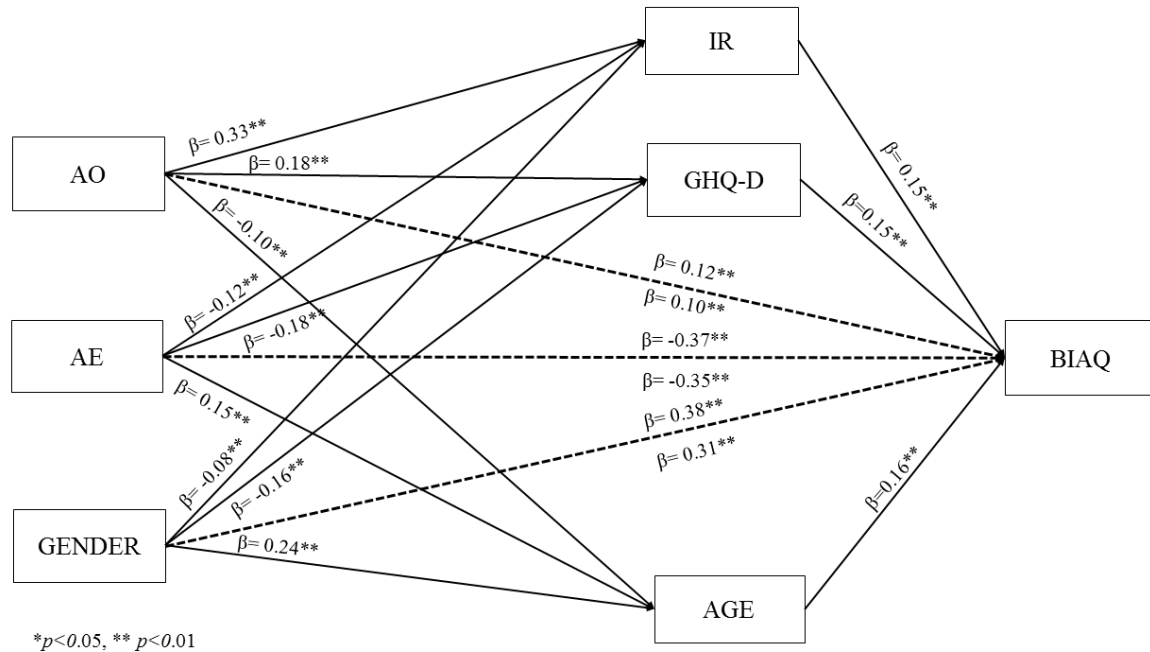 IR
β= 0.33**
AO
β= 0.18**
GHQ-D
β= 0.15**
β=0.15**
β= -0.10**
β= 0.12**
β= 0.10**
β= -0.12**
β= -0.18**
AE
β= -0.37**
BIAQ
β= -0.35**
β= 0.15**
β= 0.38**
β= 0.31**
β= -0.08**
β= -0.16**
β=0.16**
GENDER
β= 0.24**
AGE
*p<0.05, ** p<0.01